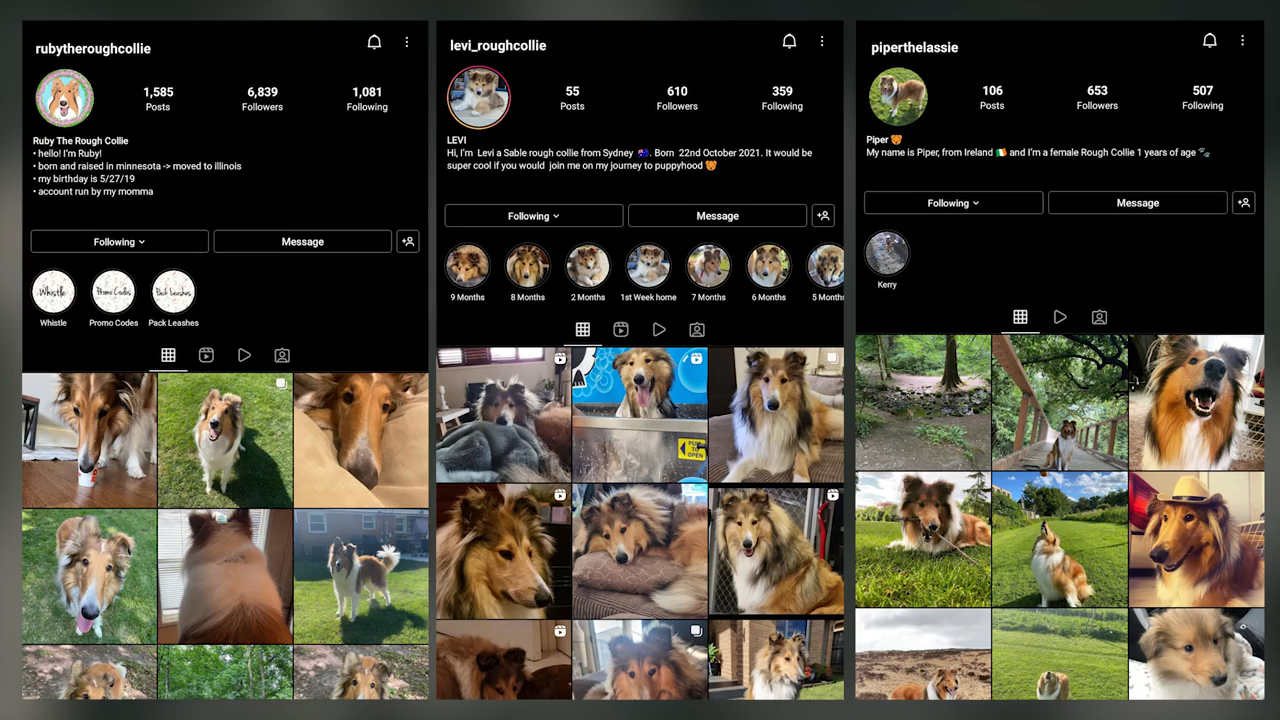 rubytheroughcollie
1,585 6,839 1,081
Posts Followers Following
Ruby The Rough Collie
• hello! I'm Ruby!
• born and raised in minnesota -> moved to illinois
• my birthday is 5/27/19
• account run by my momma
Following Message
Whistle Promo Codes Pack Leashes
Whistle Promo Codes Pack Leashes
levi_roughcollie
55 610 359
Posts Followers Following
LEVI
Hi, I'm Levi a Sable rough collie from Sydney 🇦🇺. Born 22nd October 2021. It would be
super cool if you would join me on my journey to puppyhood 🐻
Following Message
9 Months 8 Months 2 Months 1st Week home 7 Months 6 Months 5 Months
TO
OPEN
piperthelassie
106 653 507
Posts Followers Following
Piper 🐻
My name is Piper, from Ireland 🇮🇪 and I'm a female Rough Collie 1 years of age 🐾
Following Message
Kerry